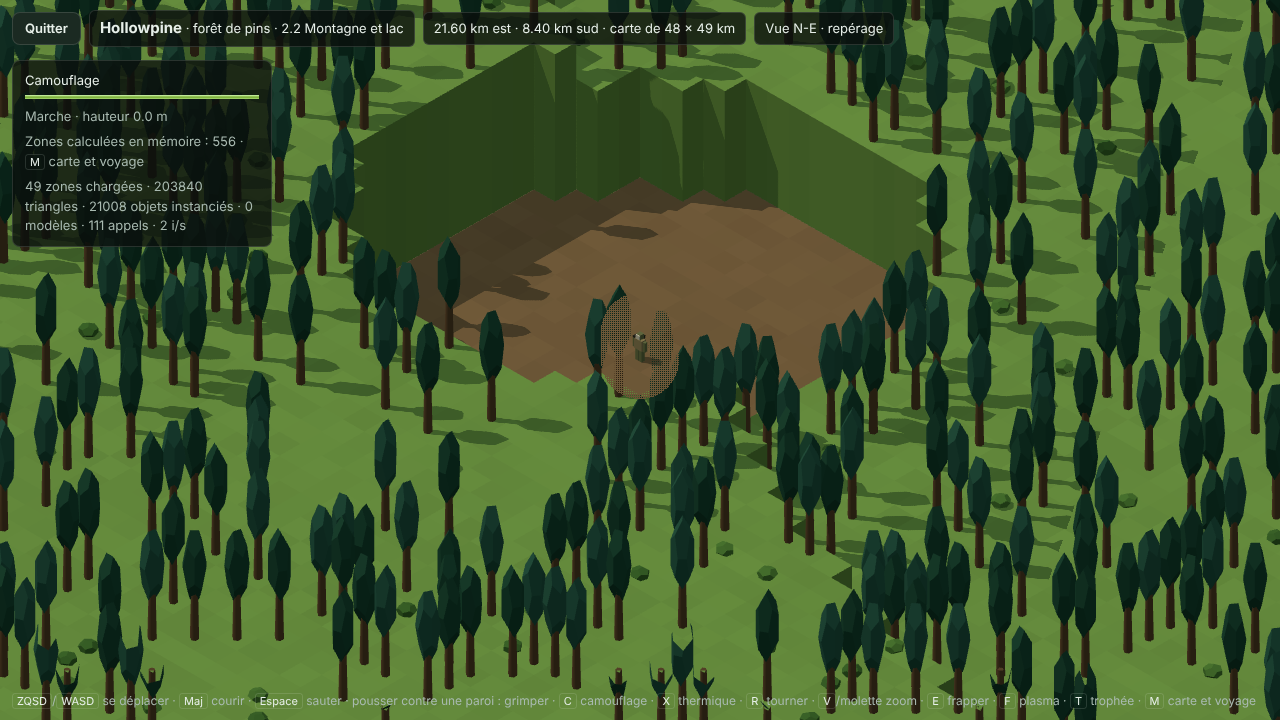 Quitter
Hollowpine · forêt de pins · 2.2 Montagne et lac
21.60 km est · 8.40 km sud · carte de 48 × 49 km
Vue N-E · repérage
Camouflage
Marche · hauteur 0.0 m
Zones calculées en mémoire : 556 ·
M carte et voyage
49 zones chargées · 203840
triangles · 21008 objets instanciés · 0
modèles · 111 appels · 2 i/s
ZQSD / WASD se déplacer · Maj courir · Espace sauter · pousser contre une paroi : grimper · C camouflage · X thermique · R tourner · V /molette zoom · E frapper · F plasma · T trophée · M carte et voyage